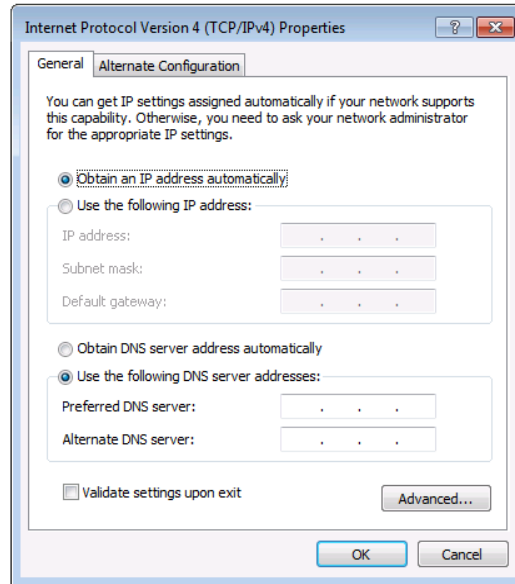 Internet Protocol Version 4 (TCP/IPv4) Properties
General
Alternate Configuration
You can get IP settings assigned automatically if your network supports
this capability. Otherwise, you need to ask your network administrator
for the appropriate IP settings.
Obtain an IP address automatically
Use the following IP address:
IP address:
Subnet mask:
Default gateway:
Obtain DNS server address automatically
Use the following DNS server addresses:
Preferred DNS server:
Alternate DNS server:
Validate settings upon exit
Advanced...
OK
Cancel